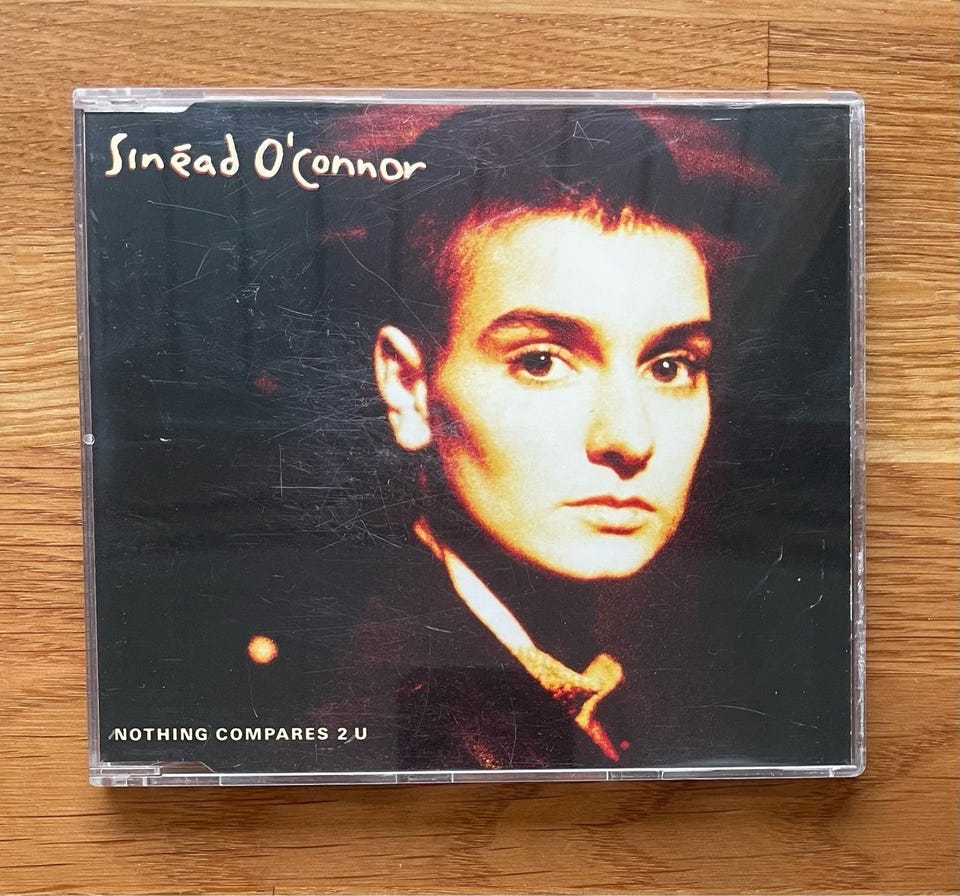 Sinéad O'Connor
NOTHING COMPARES 2 U